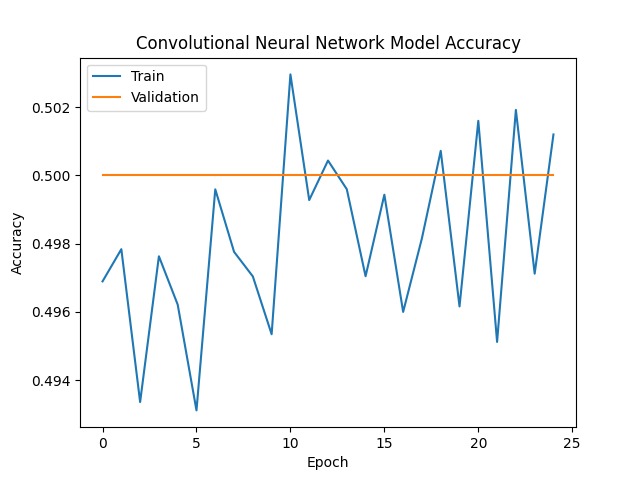 Convolutional Neural Network Model Accuracy
Train
Validation
0.502
0.500
0.498
0.496
0.494
Accuracy
0 5 10 15 20 25
Epoch